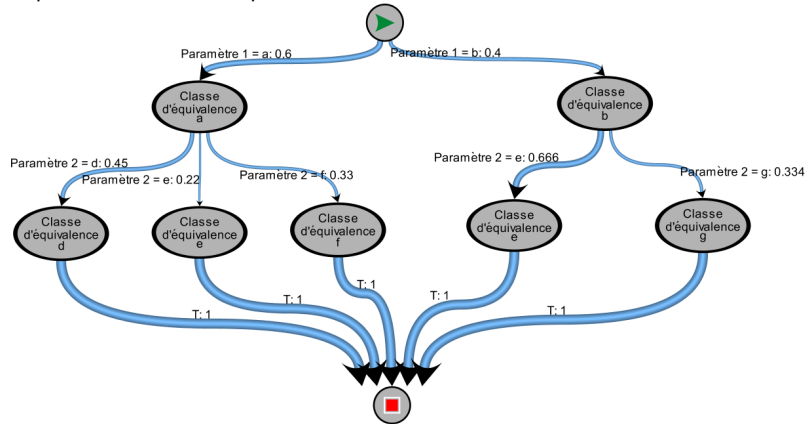 Paramètre 1 = a: 0.6
Paramètre 1 = b: 0.4
Classe
d'équivalence
a
Classe
d'équivalence
b
Paramètre 2 = d: 0.45
Paramètre 2 = e: 0.22
Paramètre 2 = f: 0.33
Paramètre 2 = e: 0.666
Paramètre 2 = g: 0.334
Classe
d'équivalence
d
Classe
d'équivalence
e
Classe
d'équivalence
f
Classe
d'équivalence
e
Classe
d'équivalence
g
T: 1
T: 1
T: 1
T: 1
T: 1